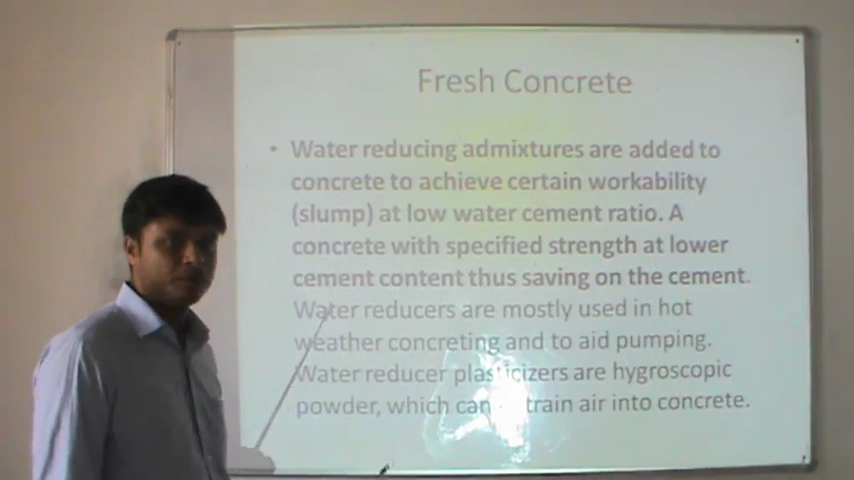 Fresh Concrete
• Water reducing admixtures are added to
concrete to achieve certain workability
(slump) at low water cement ratio. A
concrete with specified strength at lower
cement content thus saving on the cement.
Water reducers are mostly used in hot
weather concreting and to aid pumping.
Water reducer plasticizers are hygroscopic
powder, which can air into concrete.